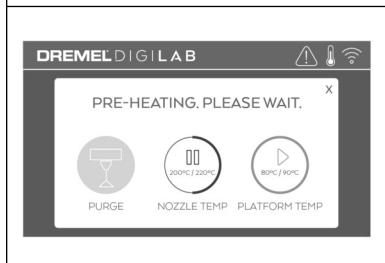 DREMEL DIGILAB
X
PRE-HEATING. PLEASE WAIT.
200ºC / 220ºC
80ºC / 90ºC
PURGE NOZZLE TEMP PLATFORM TEMP